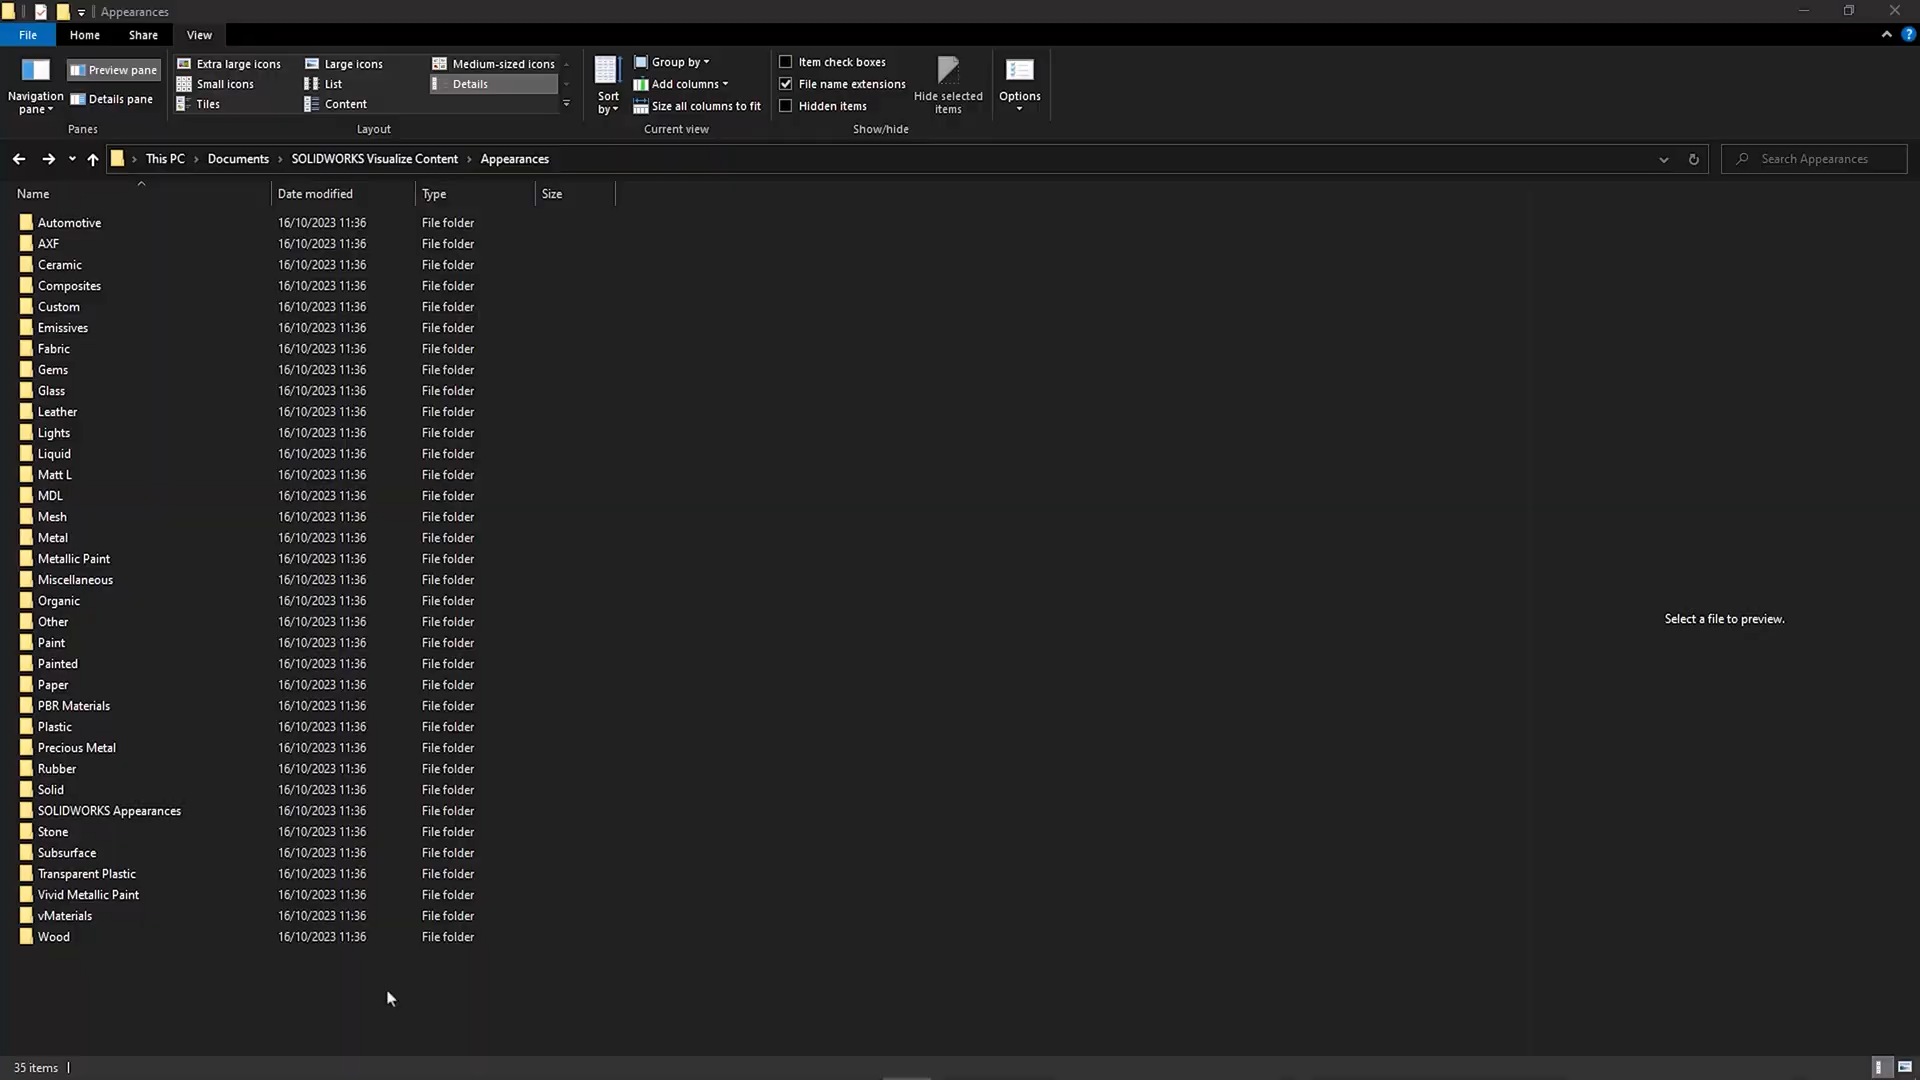 Appearances
File Home Share View
Navigation pane
Preview pane
Details pane
Panes
Extra large icons Large icons Medium-sized icons
Small icons List Details
Tiles Content
Layout
Sort by
Group by
Add columns
Size all columns to fit
Current view
Item check boxes
File name extensions
Hidden items
Hide selected items
Show/hide
Options
This PC Documents SOLIDWORKS Visualize Content Appearances
Search Appearances
Name Date modified Type Size
Automotive 16/10/2023 11:36 File folder
AXF 16/10/2023 11:36 File folder
Ceramic 16/10/2023 11:36 File folder
Composites 16/10/2023 11:36 File folder
Custom 16/10/2023 11:36 File folder
Emissives 16/10/2023 11:36 File folder
Fabric 16/10/2023 11:36 File folder
Gems 16/10/2023 11:36 File folder
Glass 16/10/2023 11:36 File folder
Leather 16/10/2023 11:36 File folder
Lights 16/10/2023 11:36 File folder
Liquid 16/10/2023 11:36 File folder
Matt L 16/10/2023 11:36 File folder
MDL 16/10/2023 11:36 File folder
Mesh 16/10/2023 11:36 File folder
Metal 16/10/2023 11:36 File folder
Metallic Paint 16/10/2023 11:36 File folder
Miscellaneous 16/10/2023 11:36 File folder
Organic 16/10/2023 11:36 File folder
Other 16/10/2023 11:36 File folder
Paint 16/10/2023 11:36 File folder
Painted 16/10/2023 11:36 File folder
Paper 16/10/2023 11:36 File folder
PBR Materials 16/10/2023 11:36 File folder
Plastic 16/10/2023 11:36 File folder
Precious Metal 16/10/2023 11:36 File folder
Rubber 16/10/2023 11:36 File folder
Solid 16/10/2023 11:36 File folder
SOLIDWORKS Appearances 16/10/2023 11:36 File folder
Stone 16/10/2023 11:36 File folder
Subsurface 16/10/2023 11:36 File folder
Transparent Plastic 16/10/2023 11:36 File folder
Vivid Metallic Paint 16/10/2023 11:36 File folder
vMaterials 16/10/2023 11:36 File folder
Wood 16/10/2023 11:36 File folder
Select a file to preview.
35 items